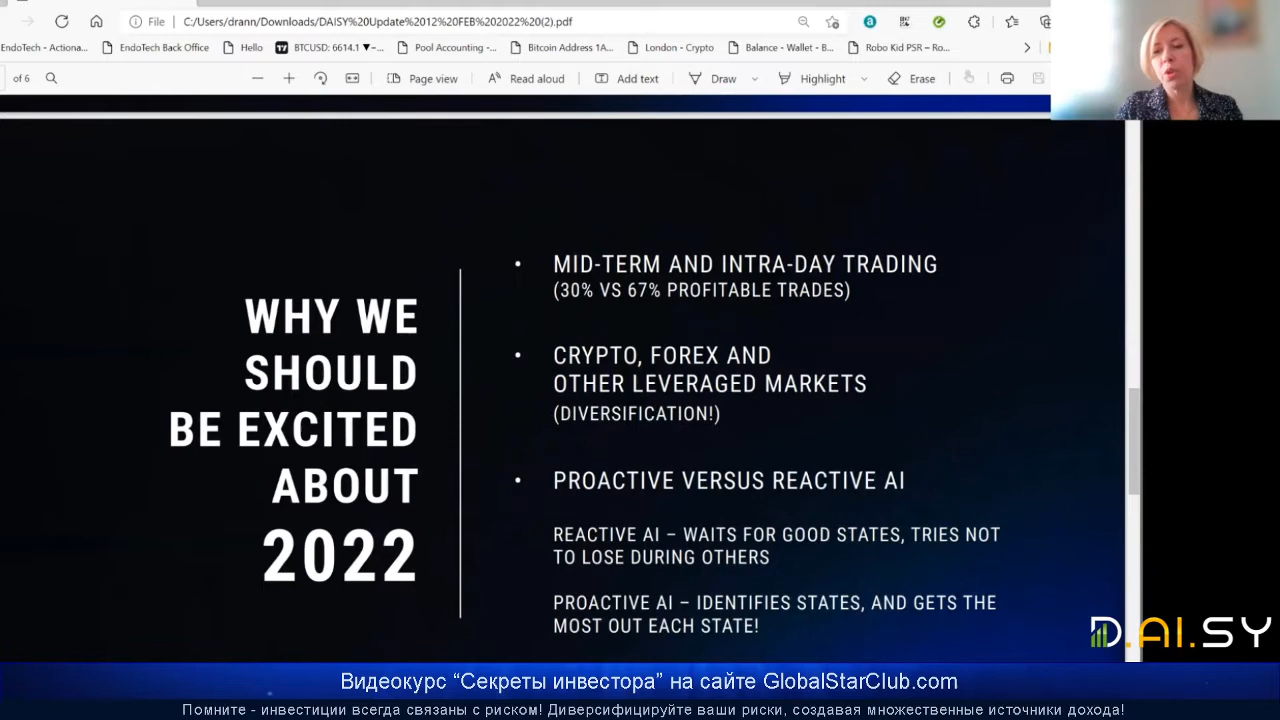 File
C:/Users/drann/Downloads/DAISY%20Update%2012%20FEB%202022%20(2).pdf
EndoTech - Actiona...
EndoTech Back Office
Hello
BTCUSD: 6614.1 ▼−...
Pool Accounting -...
Bitcoin Address 1A...
London - Crypto
Balance - Wallet - B...
Robo Kid PSR – Ro...
of 6
Page view
Read aloud
Add text
Draw
Highlight
Erase
WHY WE
SHOULD
BE EXCITED
ABOUT
2022
• MID-TERM AND INTRA-DAY TRADING
(30% VS 67% PROFITABLE TRADES)
• CRYPTO, FOREX AND
OTHER LEVERAGED MARKETS
(DIVERSIFICATION!)
• PROACTIVE VERSUS REACTIVE AI
REACTIVE AI – WAITS FOR GOOD STATES, TRIES NOT
TO LOSE DURING OTHERS
PROACTIVE AI – IDENTIFIES STATES, AND GETS THE
MOST OUT EACH STATE!
D.AI.SY
Видеокурс “Секреты инвестора” на сайте GlobalStarClub.com
Помните - инвестиции всегда связаны с риском! Диверсифицируйте ваши риски, создавая множественные источники дохода!